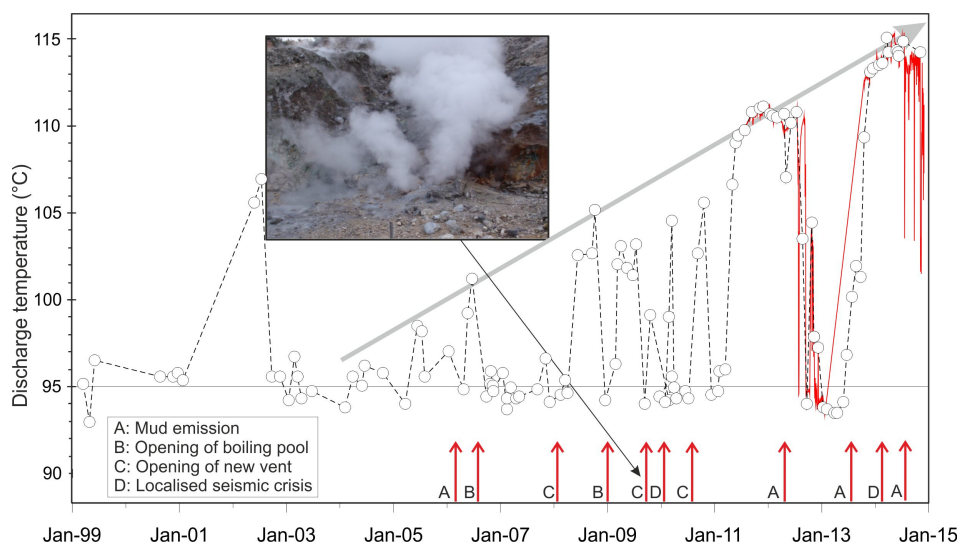 Discharge temperature (°C)
115
110
105
100
95
90
A: Mud emission
B: Opening of boiling pool
C: Opening of new vent
D: Localised seismic crisis
A B C B C D C A A D A
Jan-99 Jan-01 Jan-03 Jan-05 Jan-07 Jan-09 Jan-11 Jan-13 Jan-15